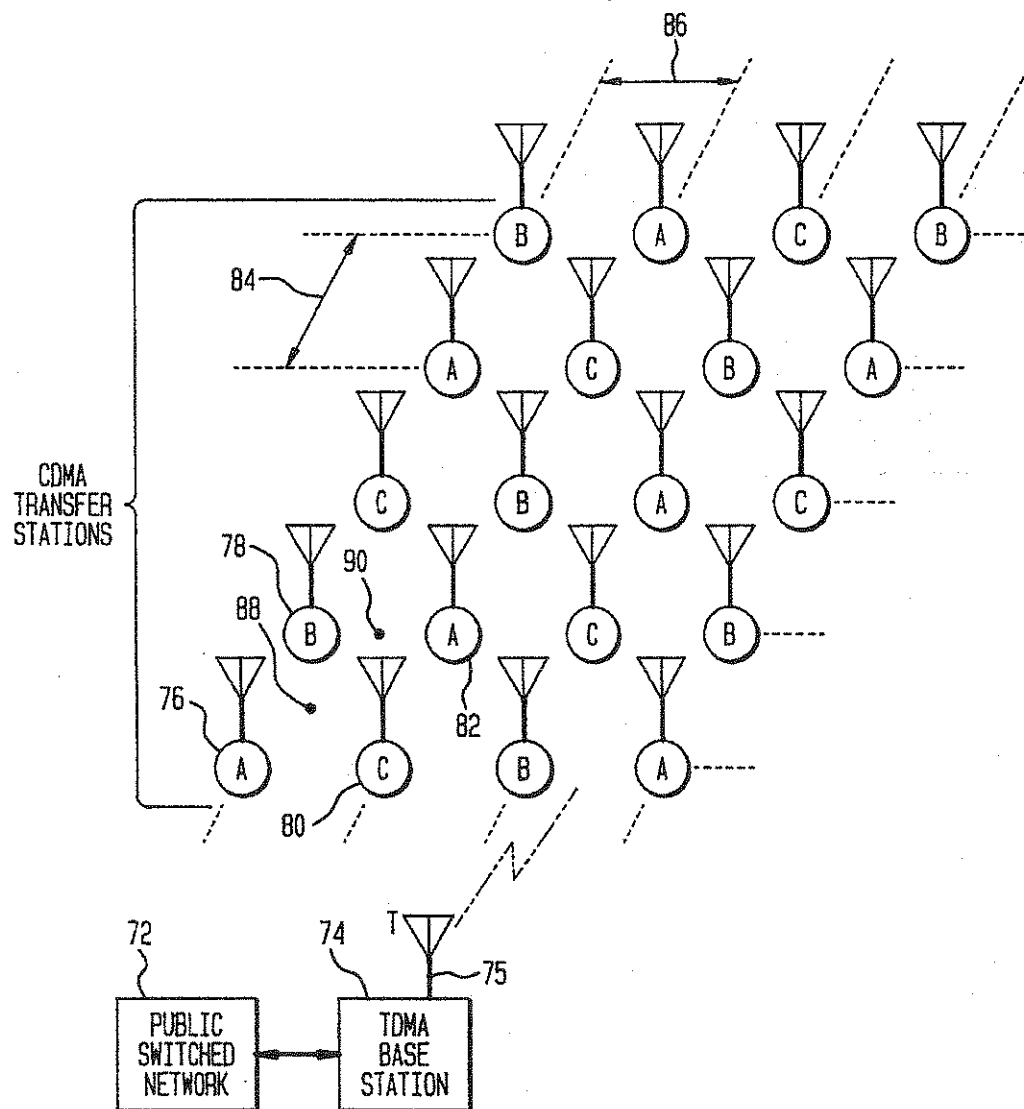 86
B A C B
84
A C B A
CDMA
TRANSFER
STATIONS
C B A C
78
90
88
B A C B
76
82
A C B A
80
72
74
T
75
PUBLIC
SWITCHED
NETWORK
TDMA
BASE
STATION